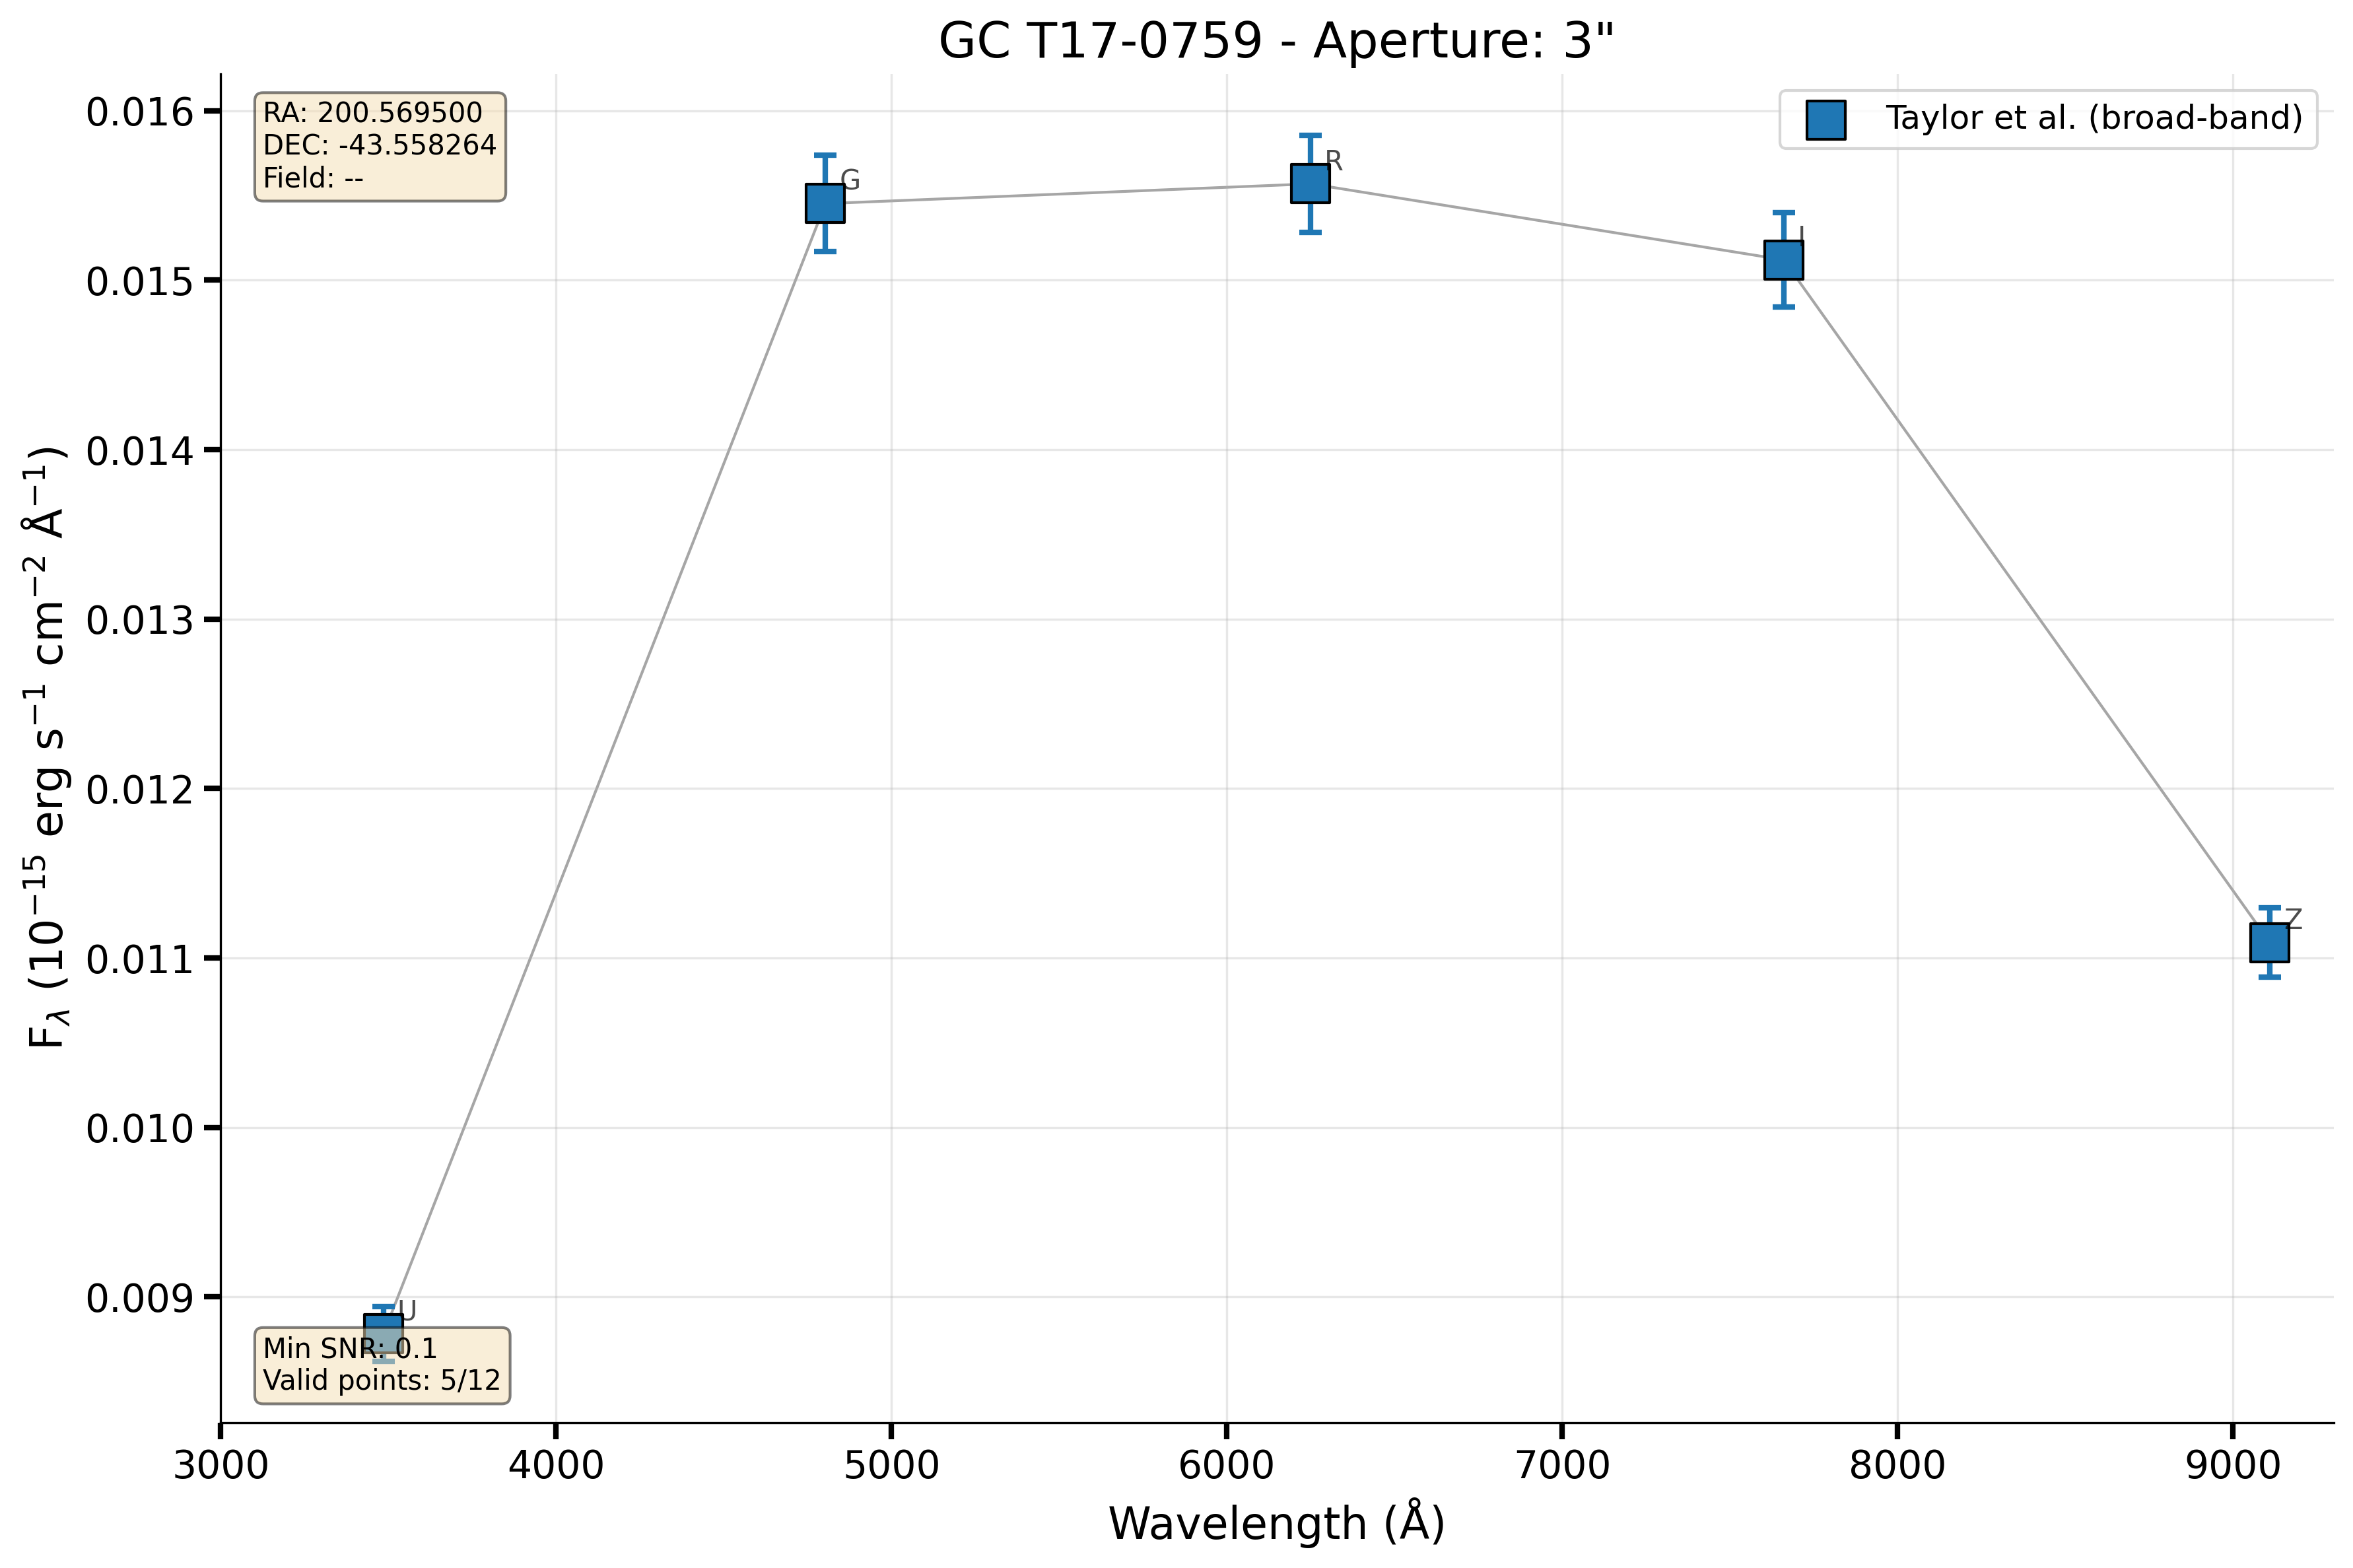 GC T17-0759 - Aperture: 3"
RA: 200.569500
DEC: -43.558264
Field: --
Taylor et al. (broad-band)
G
R
I
Z
U
Min SNR: 0.1
Valid points: 5/12
0.016
0.015
0.014
0.013
0.012
0.011
0.010
0.009
F_λ (10⁻¹⁵ erg s⁻¹ cm⁻² Å⁻¹)
3000 4000 5000 6000 7000 8000 9000
Wavelength (Å)